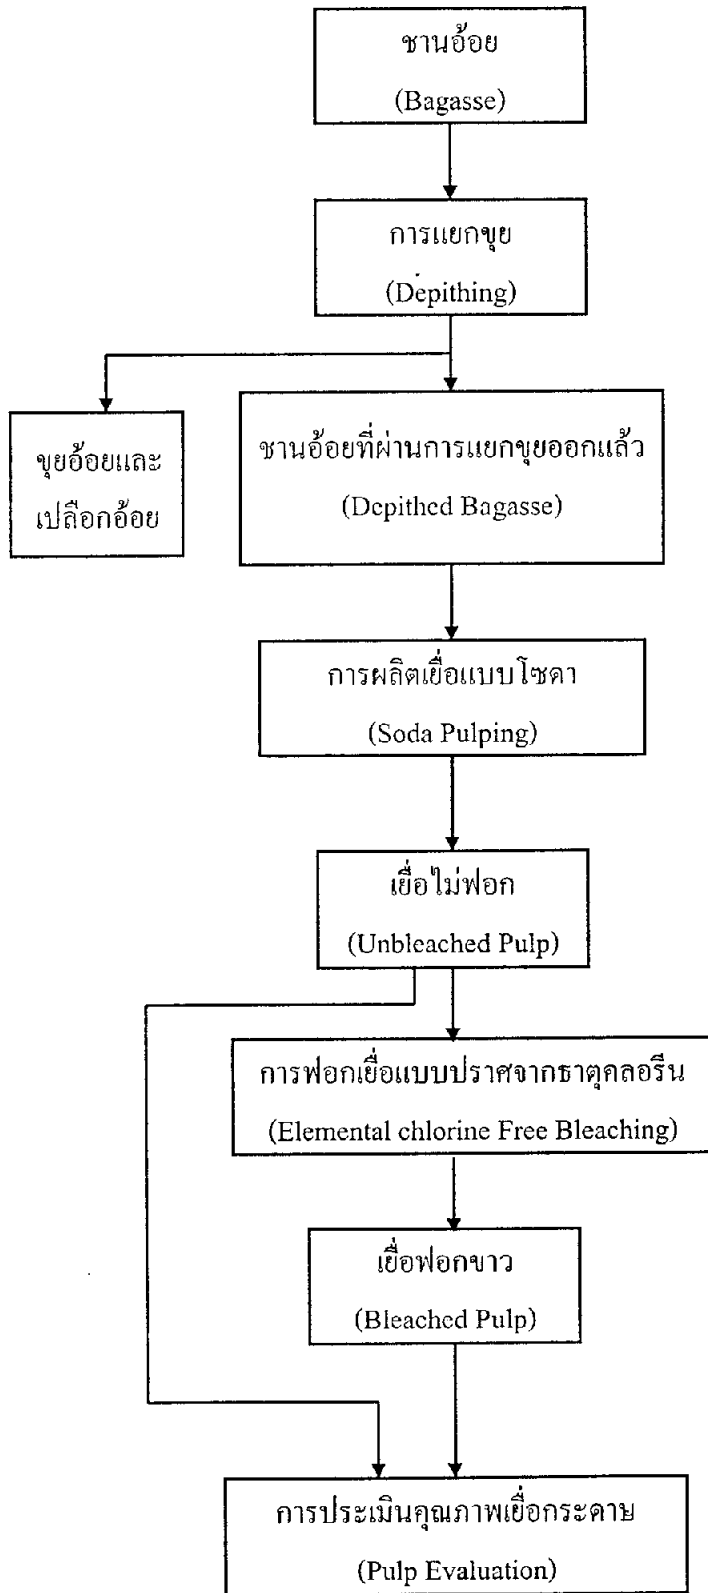 ชานอ้อย
(Bagasse)
การแยกขุย
(Depithing)
ขุยอ้อยและ
เปลือกอ้อย
ชานอ้อยที่ผ่านการแยกขุยออกแล้ว
(Depithed Bagasse)
การผลิตเยื่อแบบโซดา
(Soda Pulping)
เยื่อไม่ฟอก
(Unbleached Pulp)
การฟอกเยื่อแบบปราศจากธาตุคลอรีน
(Elemental chlorine Free Bleaching)
เยื่อฟอกขาว
(Bleached Pulp)
การประเมินคุณภาพเยื่อกระดาษ
(Pulp Evaluation)